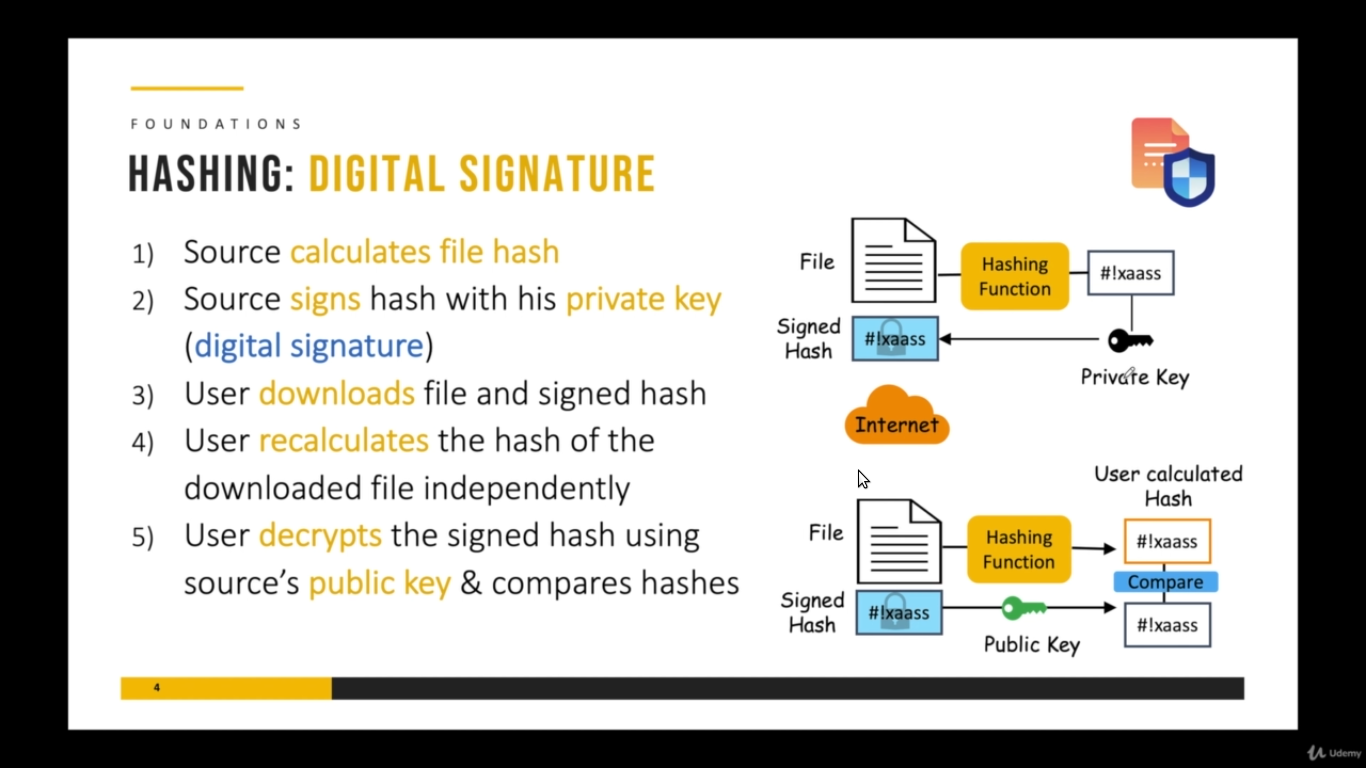 FOUNDATIONS
HASHING: DIGITAL SIGNATURE
1) Source calculates file hash
2) Source signs hash with his private key
(digital signature)
3) User downloads file and signed hash
4) User recalculates the hash of the
downloaded file independently
5) User decrypts the signed hash using
source's public key & compares hashes
File
Hashing
Function
#!xaass
Signed
Hash
#!xaass
Private Key
Internet
User calculated
Hash
File
Hashing
Function
#!xaass
Compare
Signed
Hash
#!xaass
#!xaass
Public Key
4
Udemy